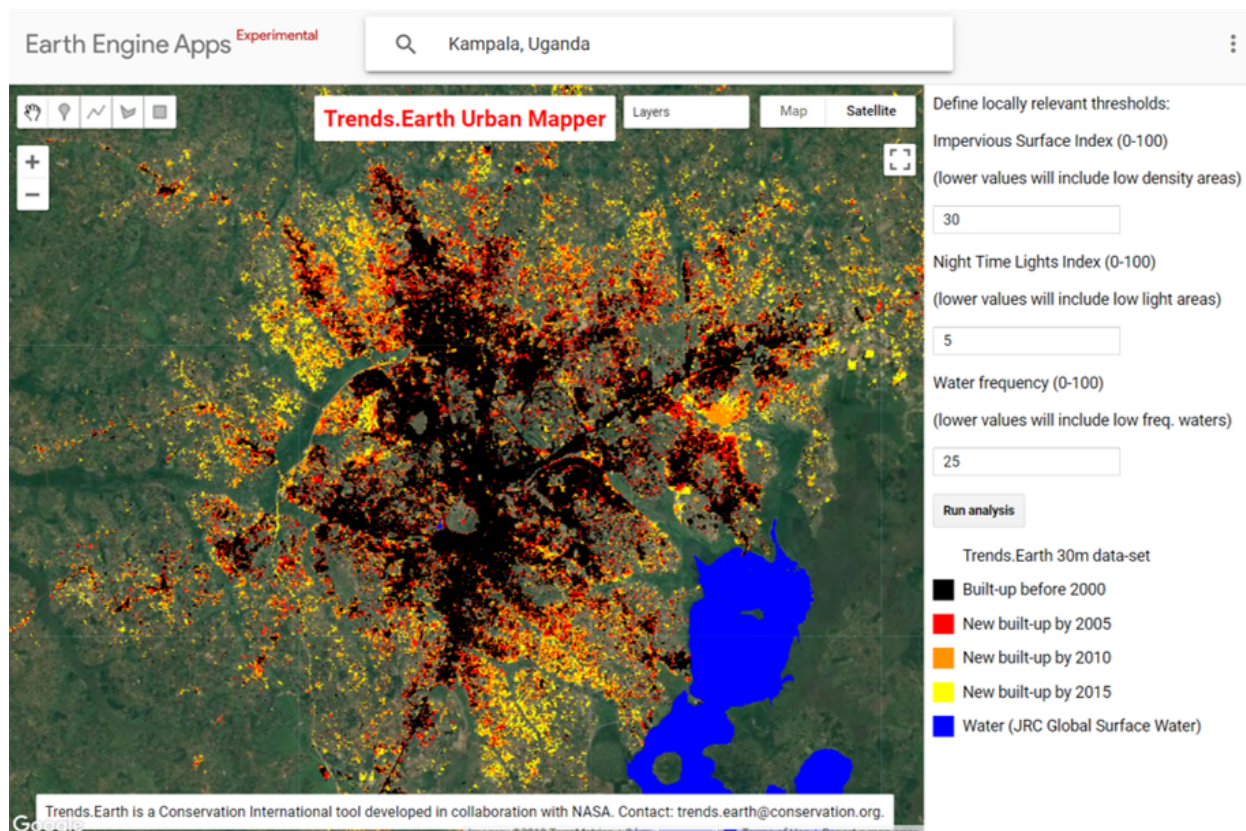 Earth Engine Apps Experimental
Kampala, Uganda
Trends.Earth Urban Mapper
Layers
Map
Satellite
+
−
Define locally relevant thresholds:
Impervious Surface Index (0-100)
(lower values will include low density areas)
30
Night Time Lights Index (0-100)
(lower values will include low light areas)
5
Water frequency (0-100)
(lower values will include low freq. waters)
25
Run analysis
Trends.Earth 30m data-set
Built-up before 2000
New built-up by 2005
New built-up by 2010
New built-up by 2015
Water (JRC Global Surface Water)
Trends.Earth is a Conservation International tool developed in collaboration with NASA. Contact: trends.earth@conservation.org.
Google